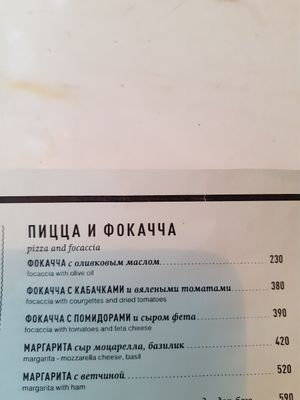 ПИЦЦА И ФОКАЧЧА
pizza and focaccia
ФОКАЧЧА с оливковым маслом 230
focaccia with olive oil
ФОКАЧЧА С КАБАЧКАМИ и вялеными томатами 380
focaccia with courgettes and dried tomatoes
ФОКАЧЧА С ПОМИДОРАМИ и сыром фета 390
focaccia with tomatoes and feta cheese
МАРГАРИТА сыр моцарелла, базилик 420
margarita - mozzarella cheese, basil
МАРГАРИТА с ветчиной 520
margarita with ham
590